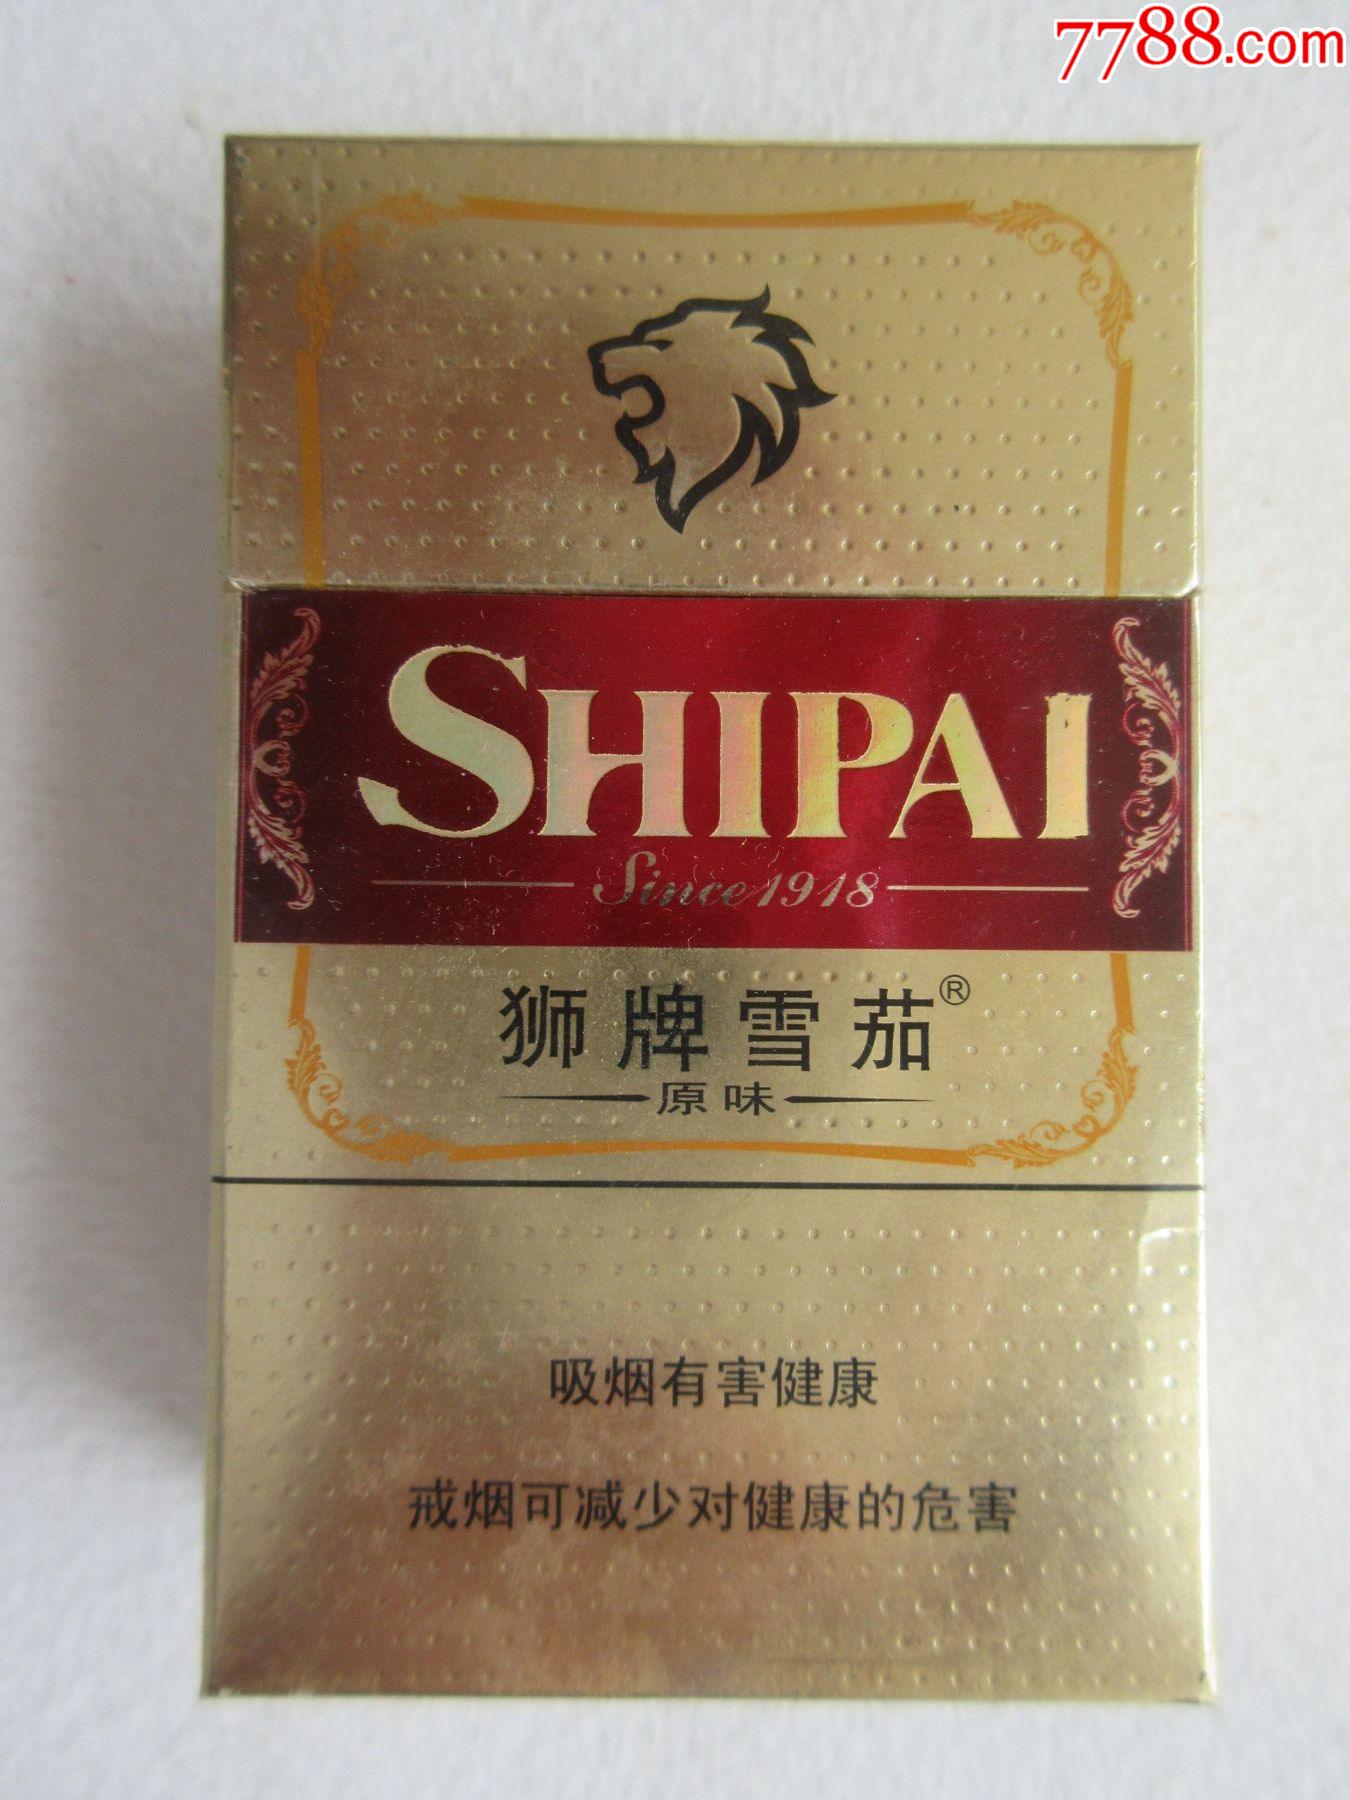 7788.com
SHIPAI
Since1918
狮牌雪茄®
原味
吸烟有害健康
戒烟可减少对健康的危害